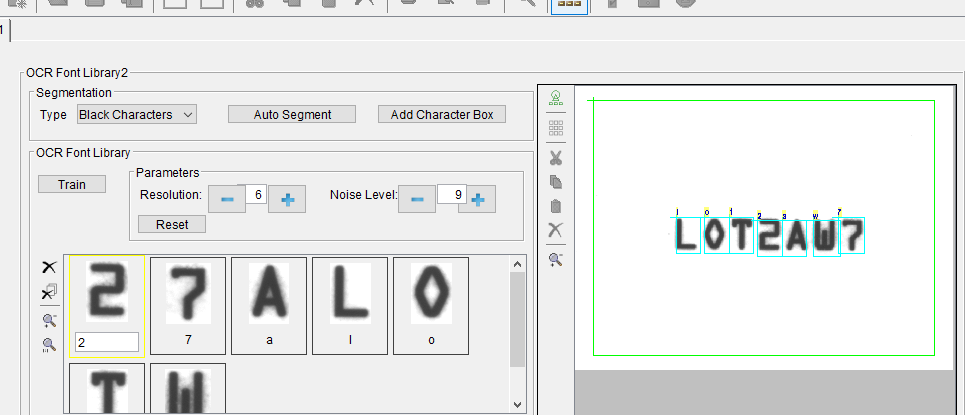 1
OCR Font Library2
Segmentation
Type Black Characters Auto Segment Add Character Box
OCR Font Library
Train
Parameters
Resolution: 6 Noise Level: 9
Reset
2 7 A L O
2 7 a l o
T W
l o t 2 a w 7
LOT2AW7